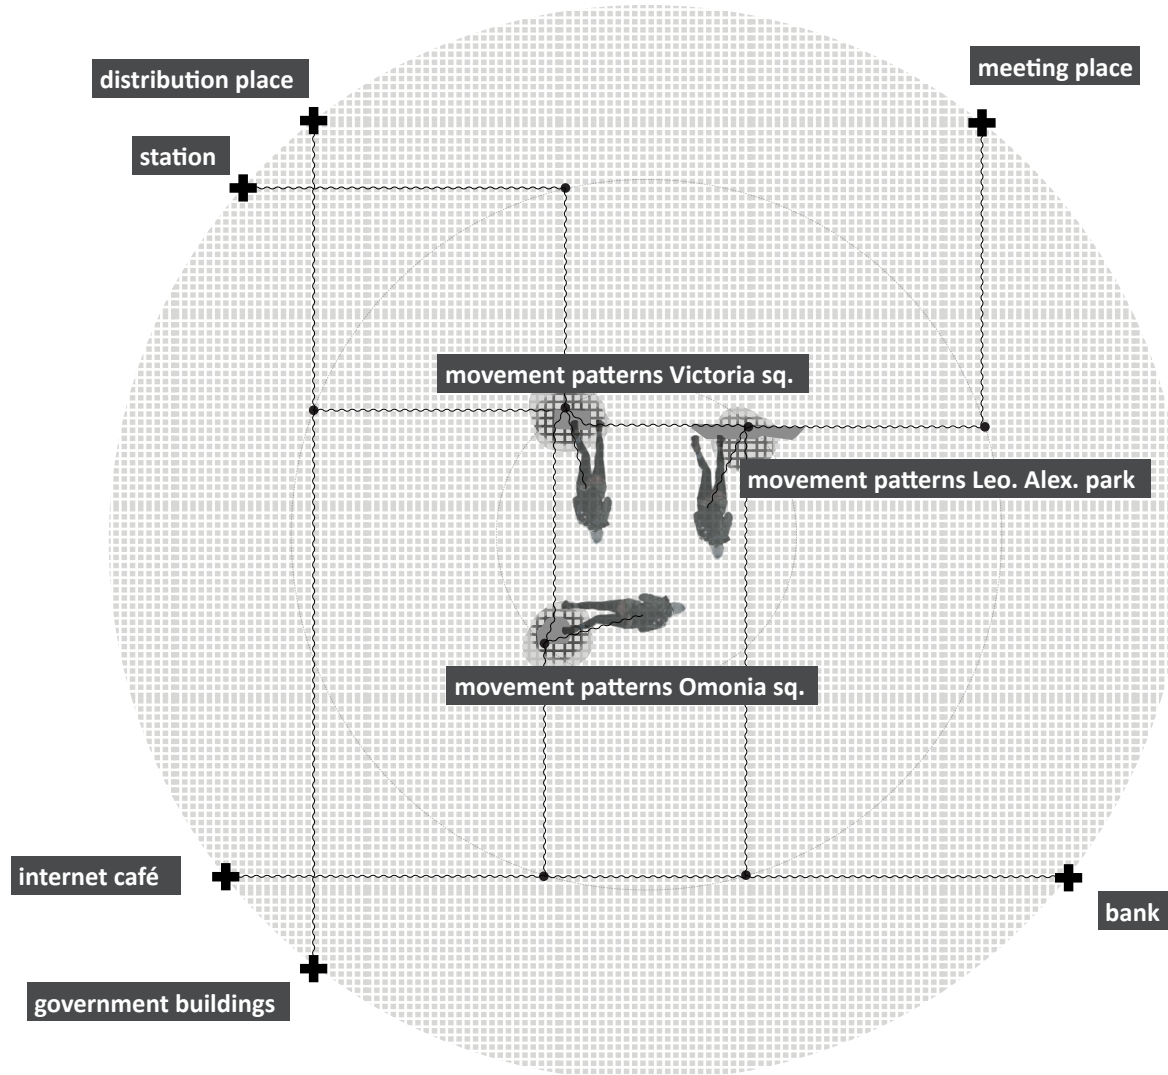 meeting place
distribution place
station
movement patterns Victoria sq.
movement patterns Leo. Alex. park
movement patterns Omonia sq.
internet café
bank
government buildings